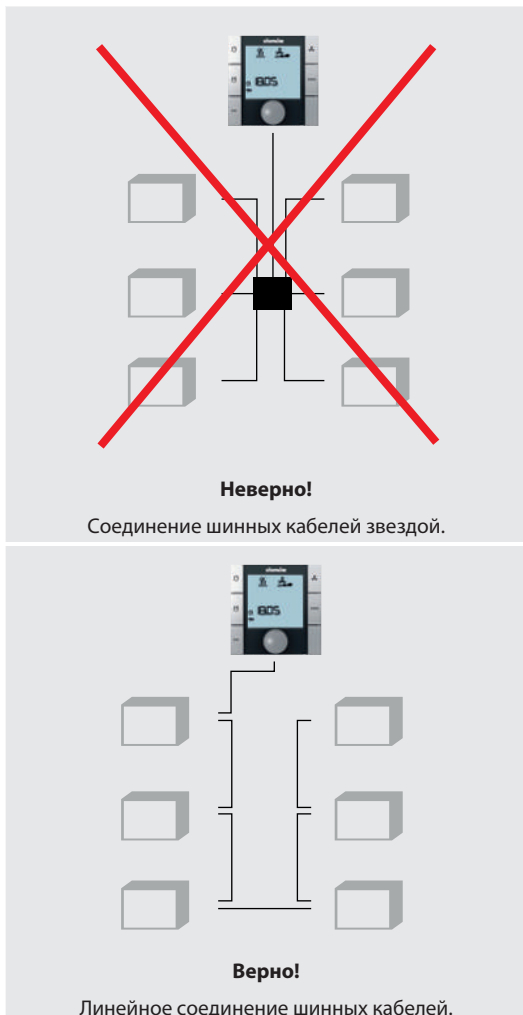 Неверно!
Соединение шинных кабелей звездой.
Верно!
Линейное соединение шинных кабелей.